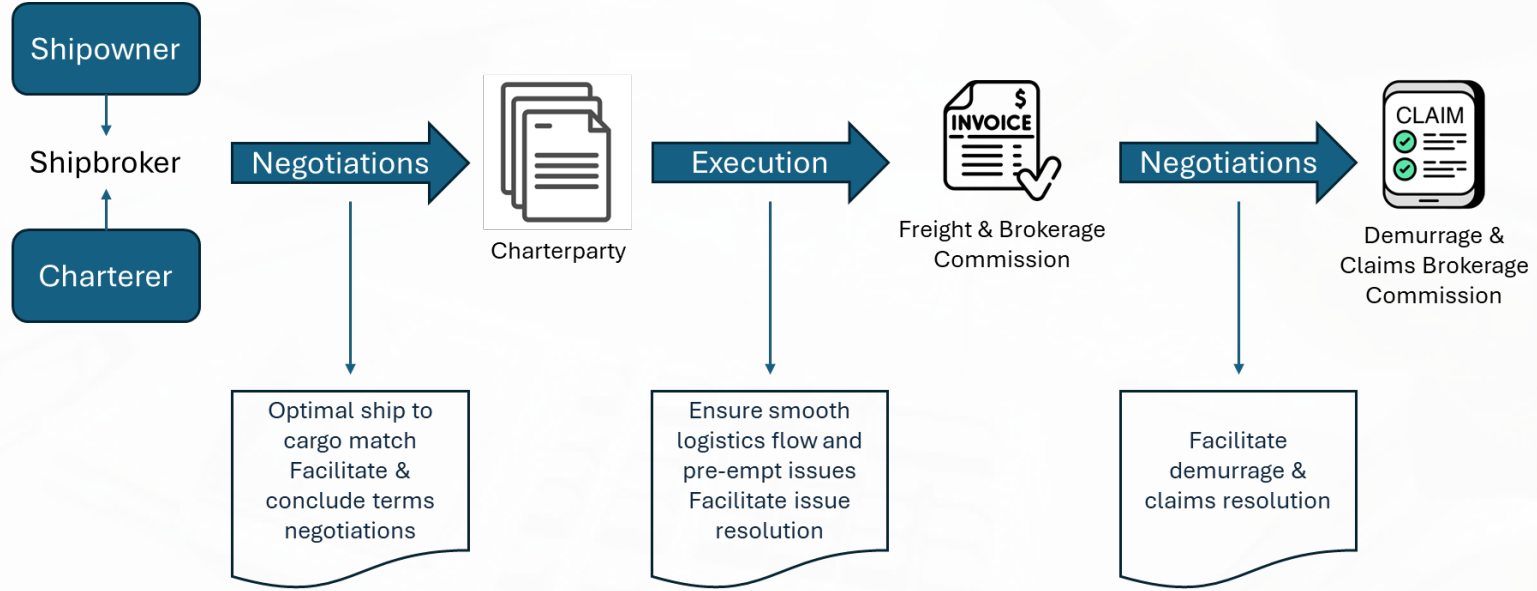 Shipowner
Shipbroker
Charterer
Negotiations
Charterparty
Execution
$
INVOICE
Freight & Brokerage
Commission
Negotiations
CLAIM
Demurrage &
Claims Brokerage
Commission
Optimal ship to
cargo match
Facilitate &
conclude terms
negotiations
Ensure smooth
logistics flow and
pre-empt issues
Facilitate issue
resolution
Facilitate
demurrage &
claims resolution